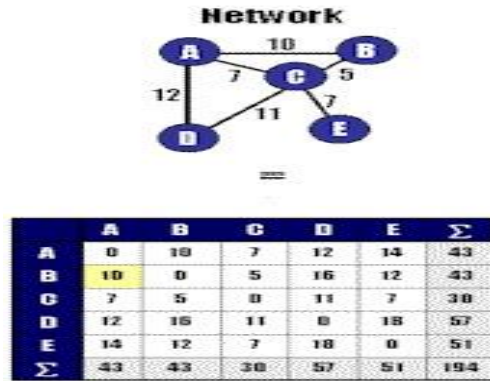 Network
A 10 B
7 C 5
12 11 7
D E
=
A B C D E Σ
A 0 10 7 12 14 43
B 10 0 5 16 12 43
C 7 5 0 11 7 30
D 12 16 11 0 18 57
E 14 12 7 18 0 51
Σ 43 43 30 57 51 194